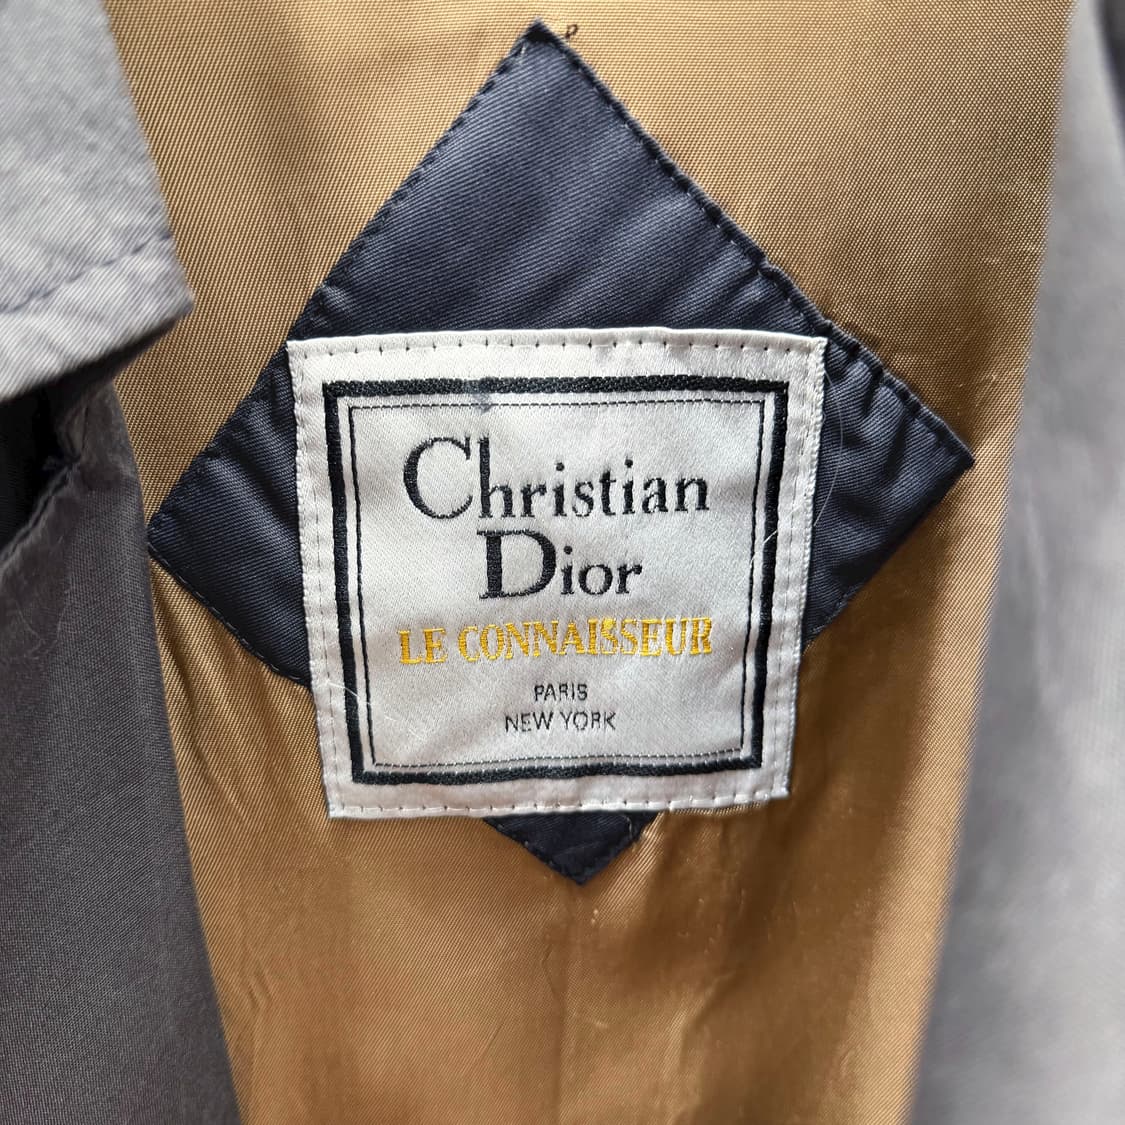 Christian
Dior
LE CONNAISSEUR
PARIS
NEW YORK